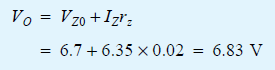 V_O = V_Z0 + I_Z r_z
= 6.7 + 6.35 × 0.02 = 6.83 V